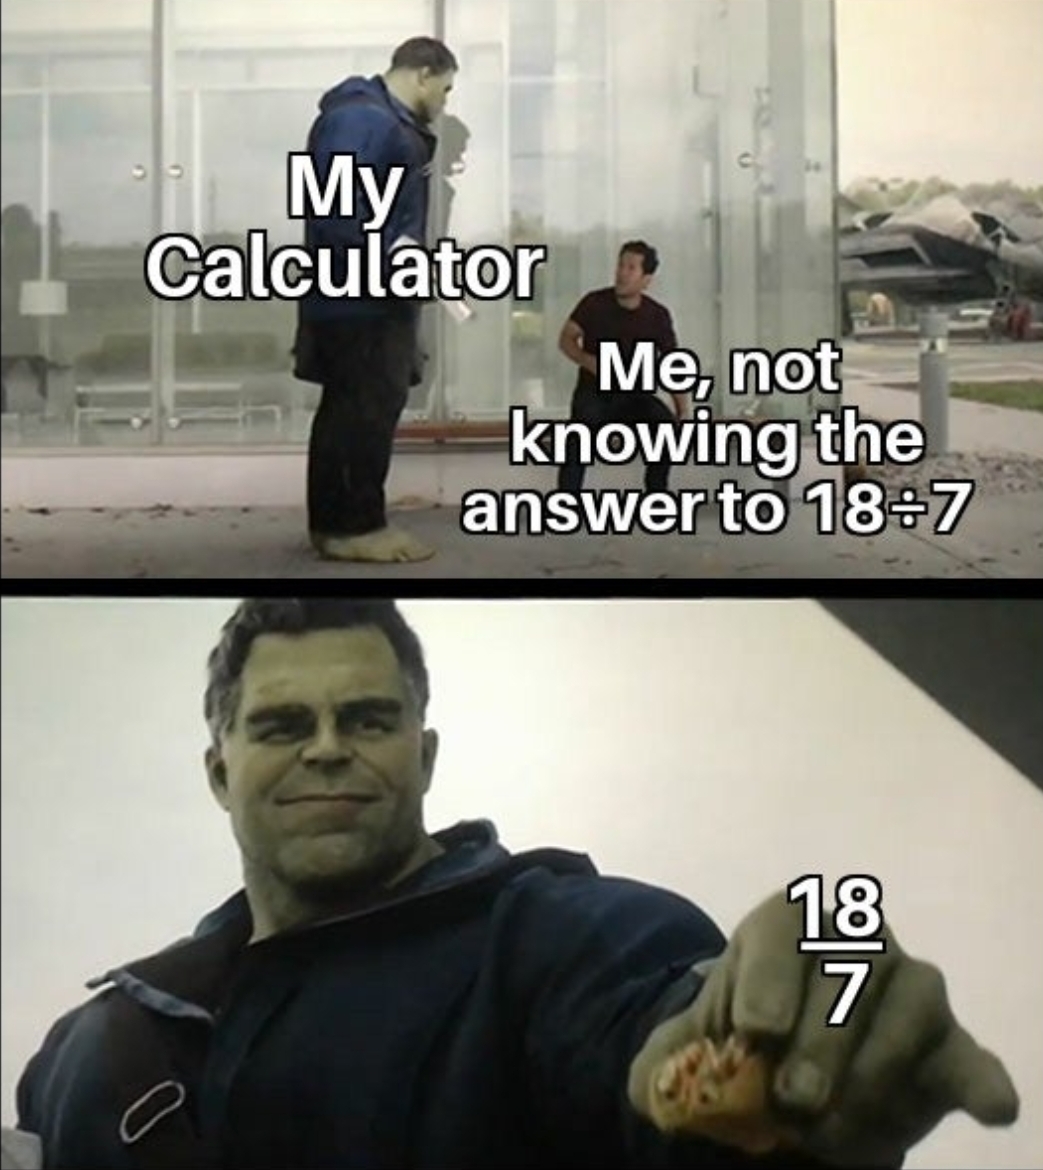 My
Calculator
Me, not
knowing the
answer to 18÷7
18
7